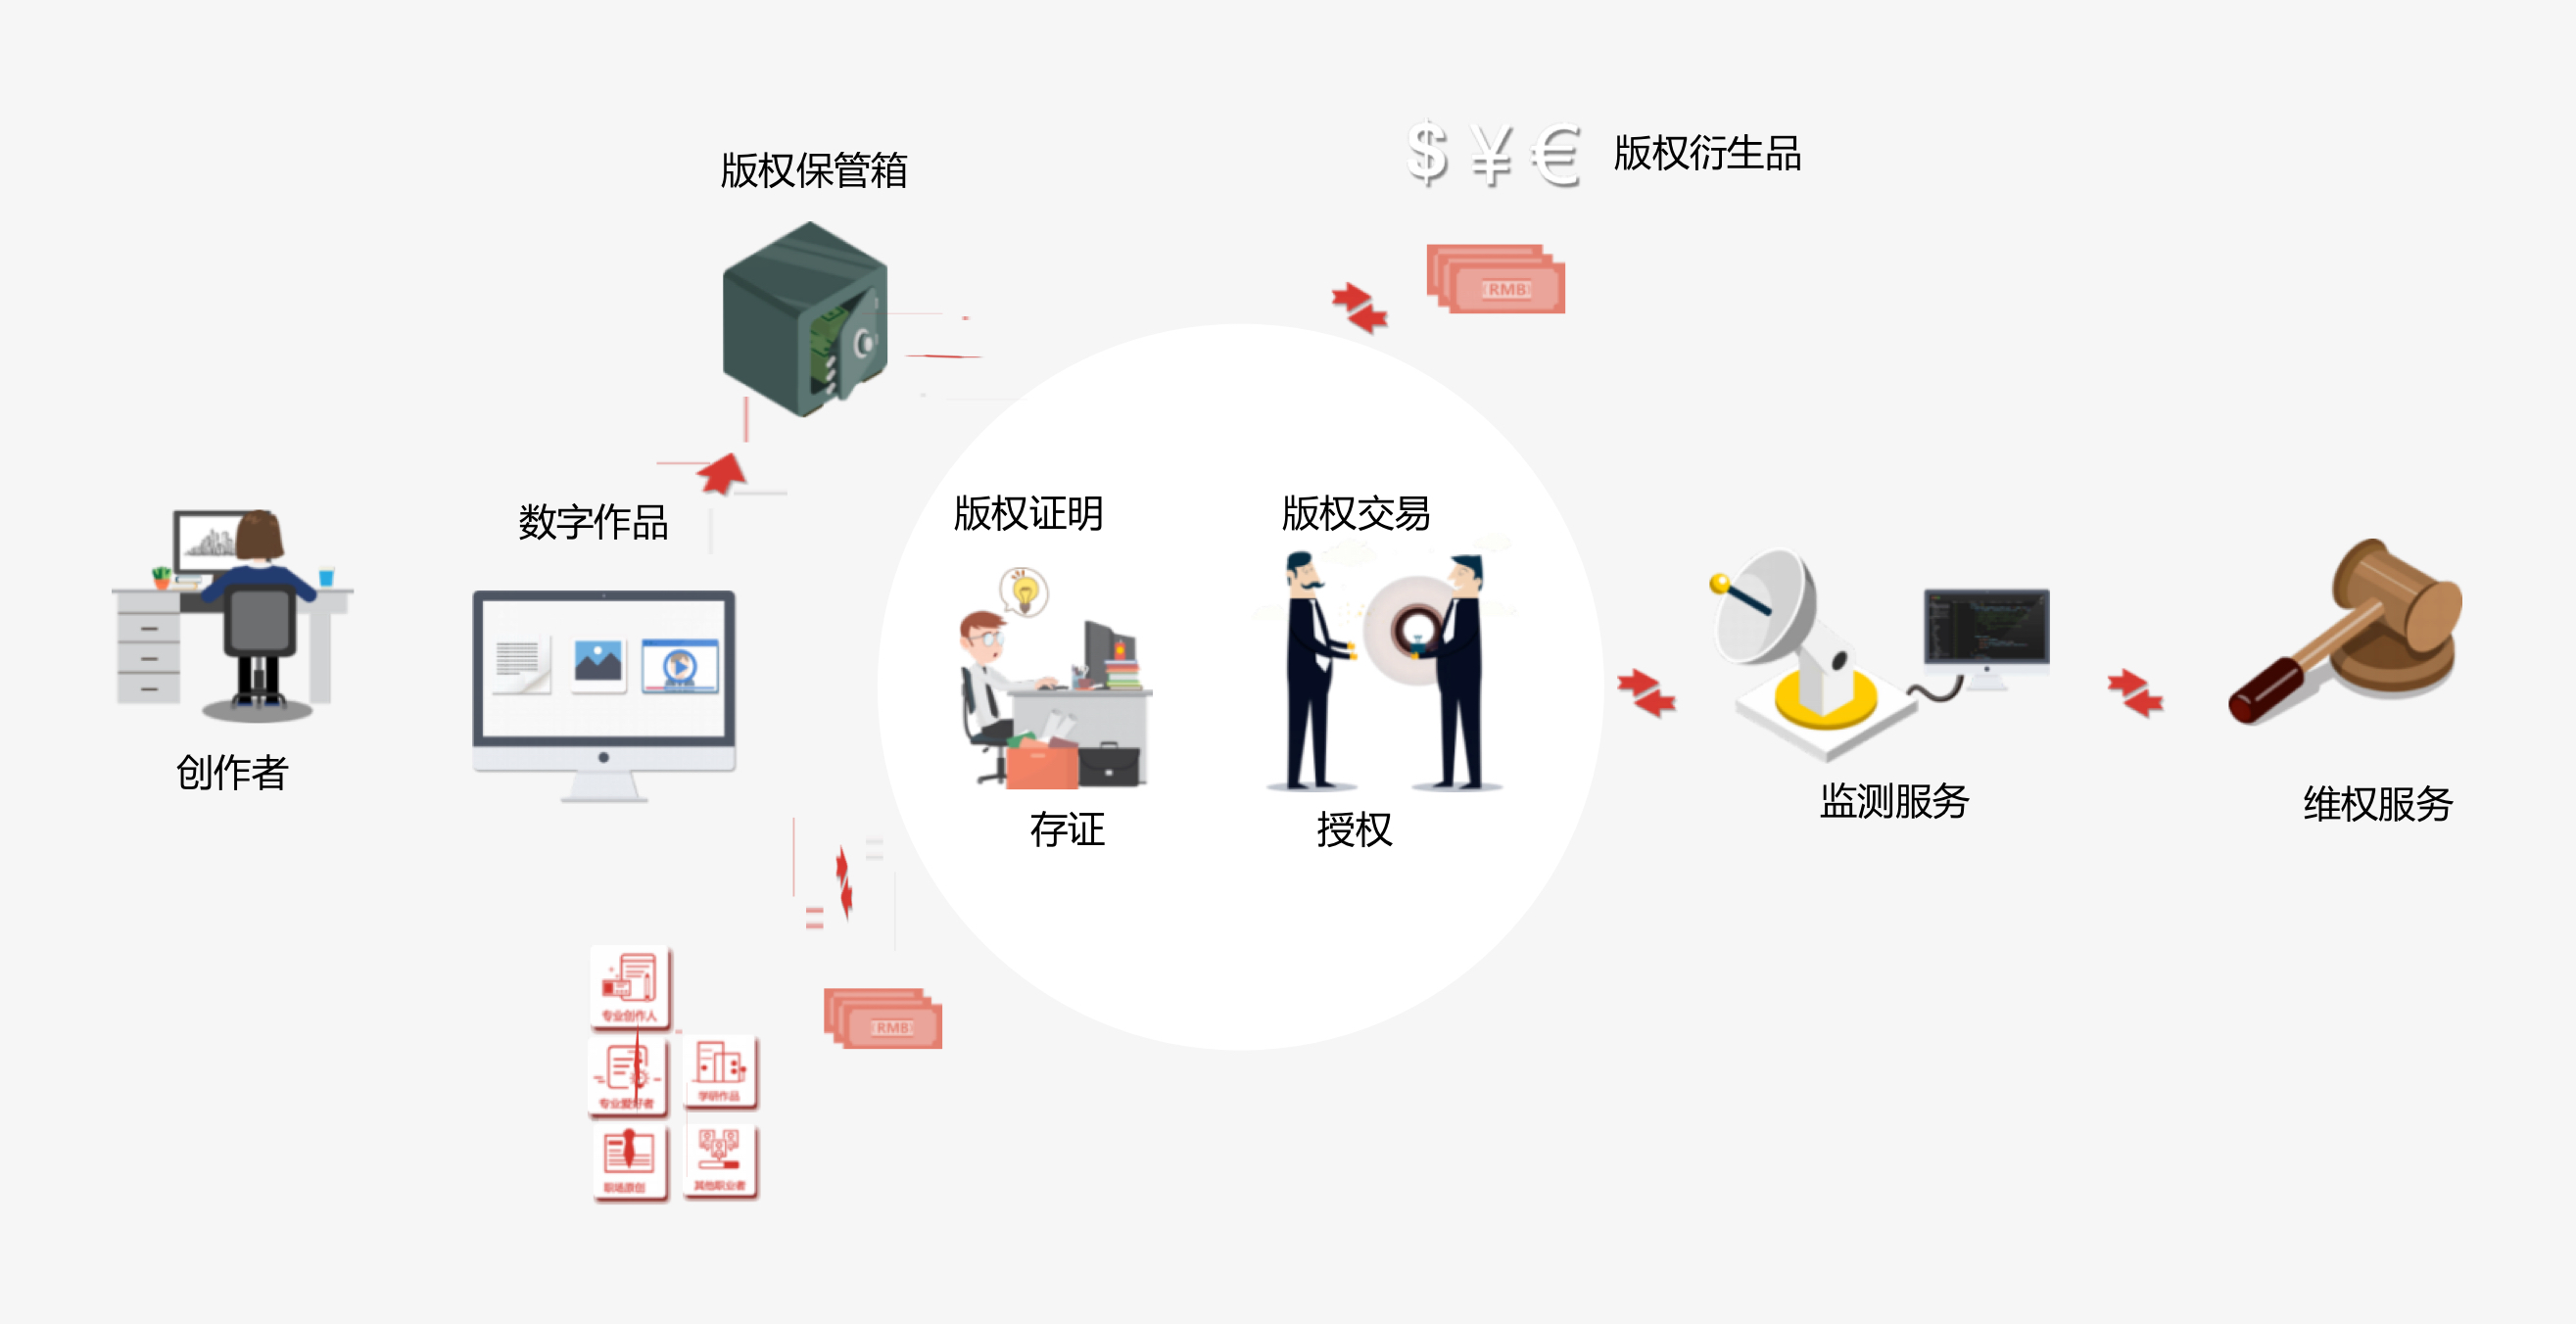 版权保管箱
$ ¥ €
版权衍生品
RMB
数字作品
版权证明
版权交易
创作者
存证
授权
监测服务
维权服务
专业创作人
RMB
专业爱好者
学研作品
职场原创
其他职业者